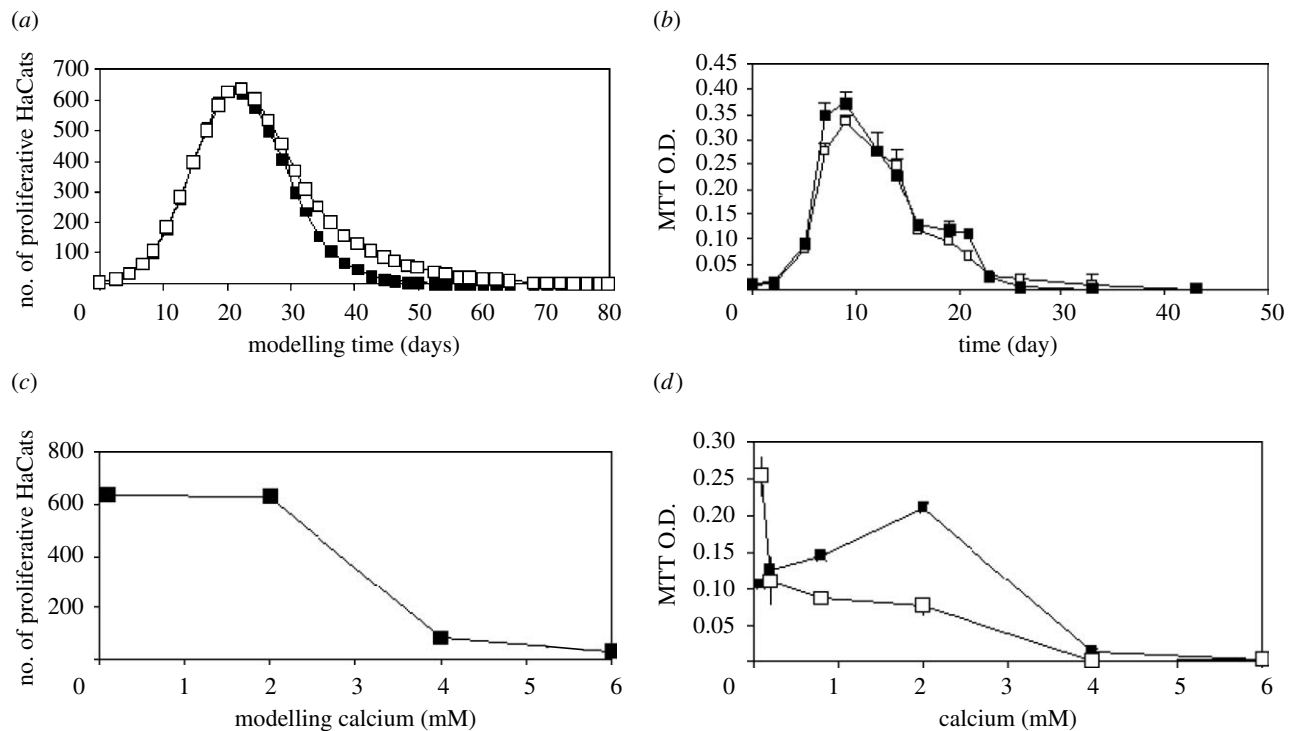 (a)
no. of proliferative HaCats
700
600
500
400
300
200
100
0 10 20 30 40 50 60 70 80
modelling time (days)
(b)
MTT O.D.
0.45
0.40
0.35
0.30
0.25
0.20
0.15
0.10
0.05
0 10 20 30 40 50
time (day)
(c)
no. of proliferative HaCats
800
600
400
200
0 1 2 3 4 5 6
modelling calcium (mM)
(d)
MTT O.D.
0.30
0.25
0.20
0.15
0.10
0.05
0 1 2 3 4 5 6
calcium (mM)